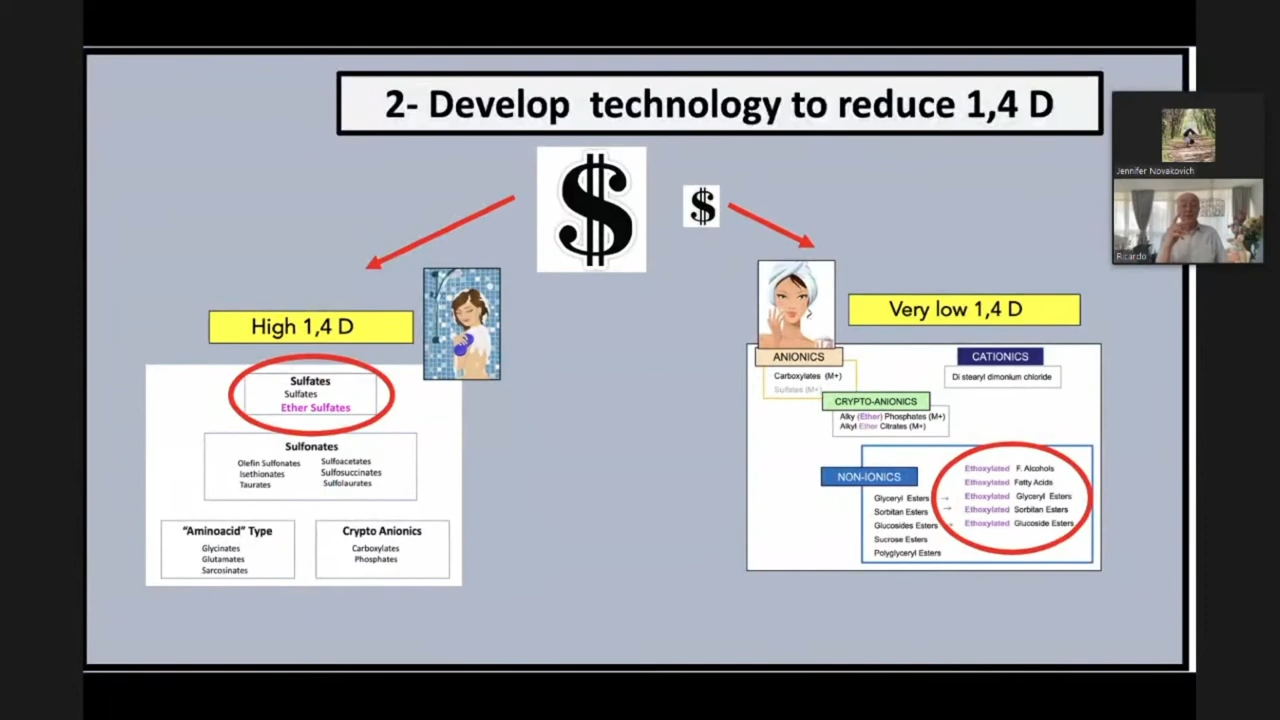 2- Develop technology to reduce 1,4 D
$
$
Jennifer Novakovich
Ricardo
High 1,4 D
Sulfates
Sulfates
Ether Sulfates
Sulfonates
Olefin Sulfonates
Isethionates
Taurates
Sulfoacetates
Sulfosuccinates
Sulfolaurates
"Aminoacid" Type
Glycinates
Glutamates
Sarcosinates
Crypto Anionics
Carboxylates
Phosphates
Very low 1,4 D
ANIONICS
Carboxylates (M+)
Sulfates (M+)
CATIONICS
Di stearyl dimonium chloride
CRYPTO-ANIONICS
Alky (Ether) Phosphates (M+)
Alkyl Ether Citrates (M+)
NON-IONICS
Glyceryl Esters →
Sorbitan Esters →
Glucosides Esters →
Sucrose Esters
Polyglyceryl Esters
Ethoxylated F. Alcohols
Ethoxylated Fatty Acids
Ethoxylated Glyceryl Esters
Ethoxylated Sorbitan Esters
Ethoxylated Glucoside Esters